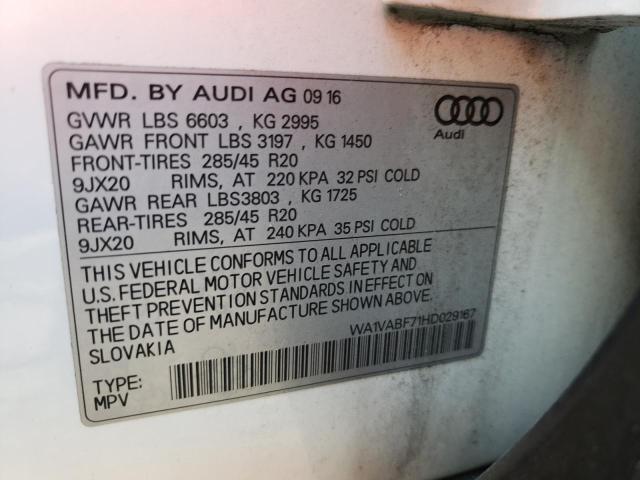 MFD. BY AUDI AG 09 16
GVWR LBS 6603 , KG 2995
GAWR FRONT LBS 3197 , KG 1450
FRONT-TIRES 285/45 R20
9JX20 RIMS, AT 220 KPA 32 PSI COLD
GAWR REAR LBS3803 , KG 1725
REAR-TIRES 285/45 R20
9JX20 RIMS, AT 240 KPA 35 PSI COLD
Audi
THIS VEHICLE CONFORMS TO ALL APPLICABLE
U.S. FEDERAL MOTOR VEHICLE SAFETY AND
THEFT PREVENTION STANDARDS IN EFFECT ON
THE DATE OF MANUFACTURE SHOWN ABOVE.
SLOVAKIA
WA1VABF71HD029167
TYPE:
MPV